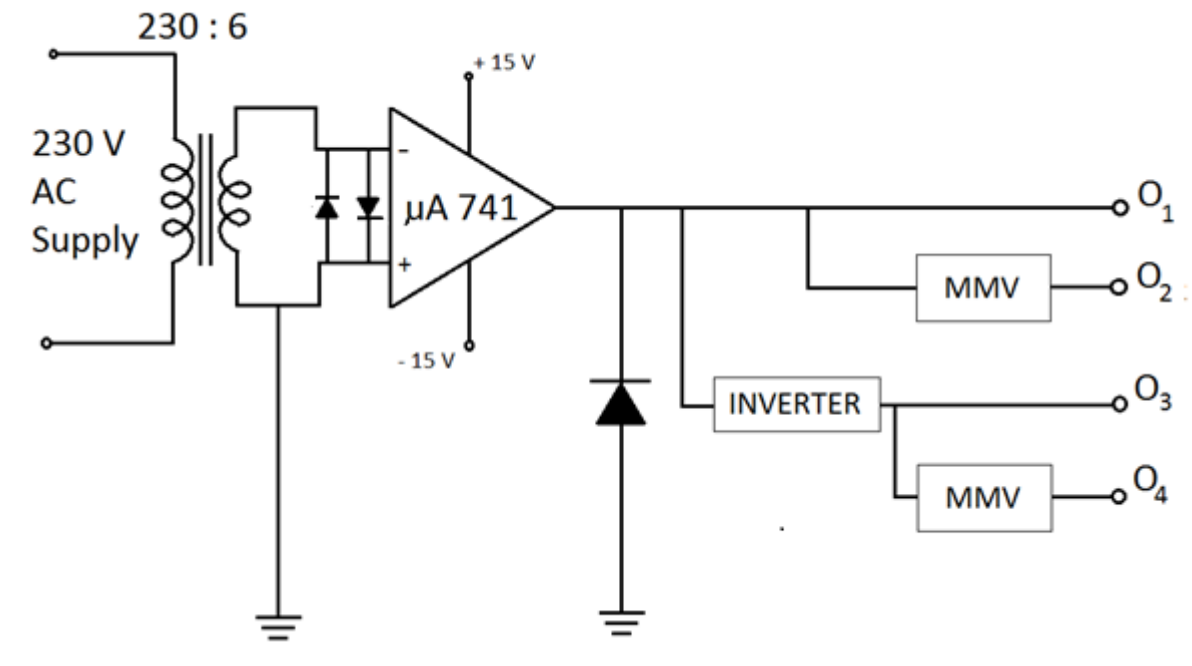 230 : 6
+ 15 V
230 V
AC
Supply
-
µA 741
+
- 15 V
O1
MMV
O2
INVERTER
O3
MMV
O4